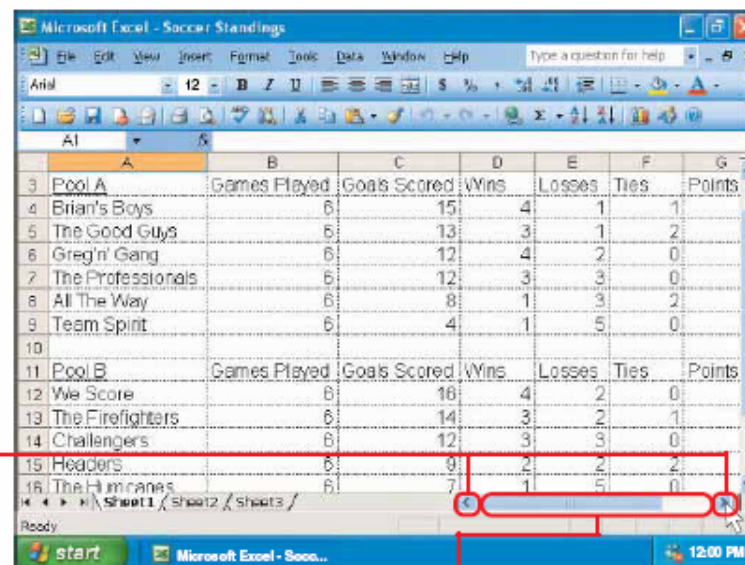 Microsoft Excel - Soccer Standings
File Edit View Insert Format Tools Data Window Help Type a question for help
Arial 12 B I U $ %
A1
A B C D E F G
3 Pool A Games Played Goals Scored Wins Losses Ties Points
4 Brian's Boys 6 15 4 1 1
5 The Good Guys 6 13 3 1 2
6 Greg'n' Gang 6 12 4 2 0
7 The Professionals 6 12 3 3 0
8 All The Way 6 8 1 3 2
9 Team Spirit 6 4 1 5 0
10
11 Pool B Games Played Goals Scored Wins Losses Ties Points
12 We Score 6 16 4 2 0
13 The Firefighters 6 14 3 2 1
14 Challengers 6 12 3 3 0
15 Headers 6 9 2 2 2
16 The Hurricanes 6 7 1 5 0
Sheet1 / Sheet2 / Sheet3 /
Ready
start Microsoft Excel - Socc... 12:00 PM